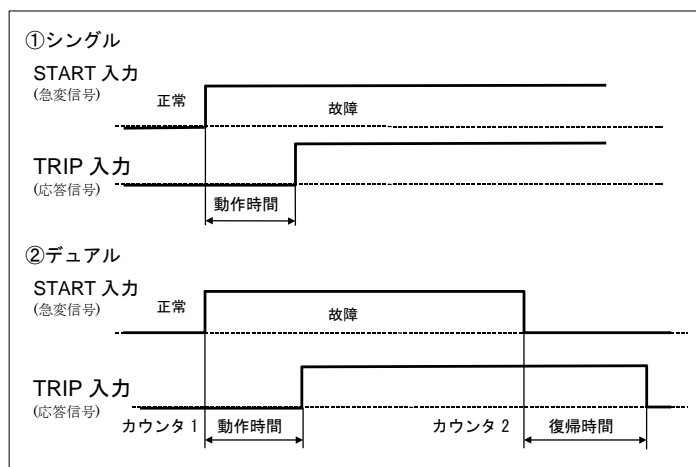 ①シングル
START 入力
(急変信号)
正常
故障
TRIP 入力
(応答信号)
動作時間
②デュアル
START 入力
(急変信号)
正常
故障
TRIP 入力
(応答信号)
カウンタ 1
動作時間
カウンタ 2
復帰時間